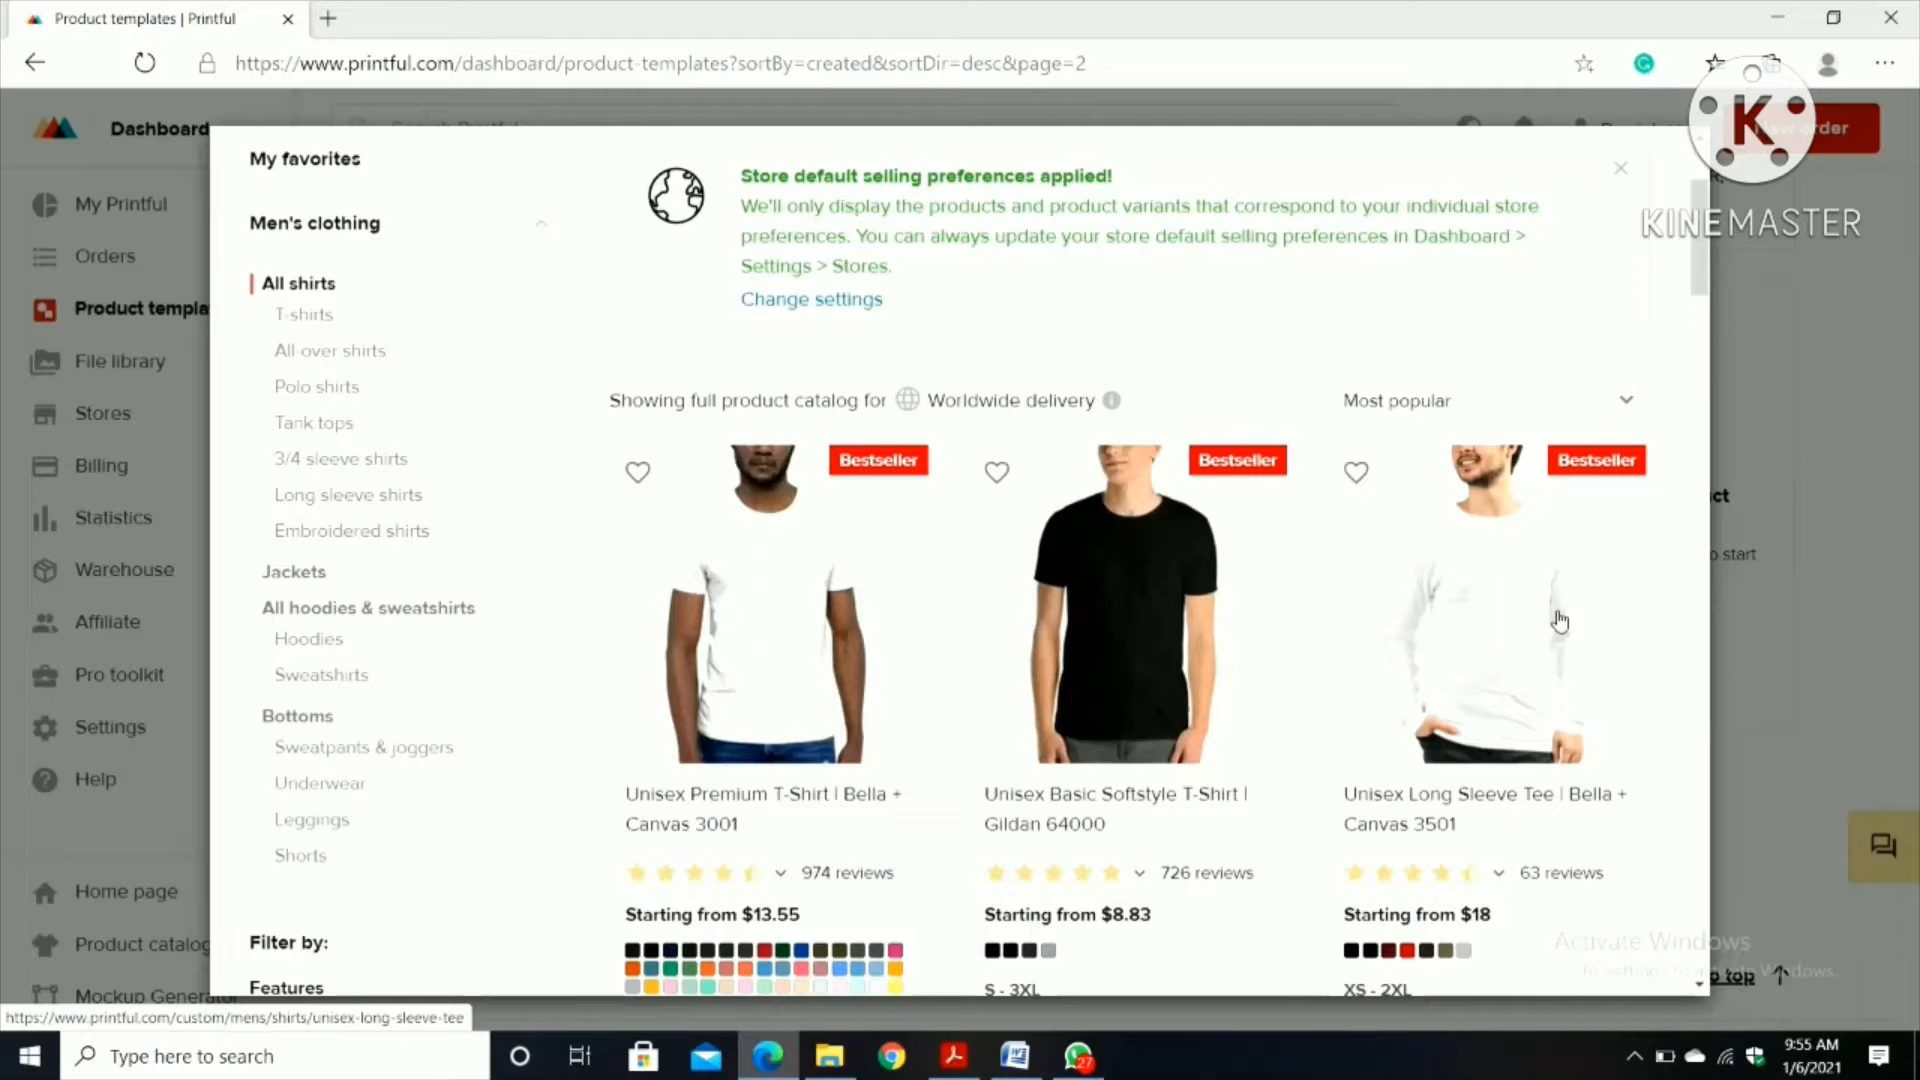 Product templates | Printful
https://www.printful.com/dashboard/product-templates?sortBy=created&sortDir=desc&page=2
Dashboard
My Printful
Orders
Product templa
File library
Stores
Billing
Statistics
Warehouse
Affiliate
Pro toolkit
Settings
Help
Home page
Product catalog
Mockup Generator
My favorites
Men's clothing
All shirts
T-shirts
All-over shirts
Polo shirts
Tank tops
3/4 sleeve shirts
Long sleeve shirts
Embroidered shirts
Jackets
All hoodies & sweatshirts
Hoodies
Sweatshirts
Bottoms
Sweatpants & joggers
Underwear
Leggings
Shorts
Filter by:
Features
Store default selling preferences applied!
We'll only display the products and product variants that correspond to your individual store
preferences. You can always update your store default selling preferences in Dashboard >
Settings > Stores.
Change settings
Showing full product catalog for Worldwide delivery
Most popular
Bestseller
Unisex Premium T-Shirt | Bella +
Canvas 3001
974 reviews
Starting from $13.55
Bestseller
Unisex Basic Softstyle T-Shirt |
Gildan 64000
726 reviews
Starting from $8.83
S - 3XL
Bestseller
Unisex Long Sleeve Tee | Bella +
Canvas 3501
63 reviews
Starting from $18
XS - 2XL
order
K
KINEMASTER
ct
o start
Activate Windows
Windows.
top
https://www.printful.com/custom/mens/shirts/unisex-long-sleeve-tee
Type here to search
27
9:55 AM
1/6/2021